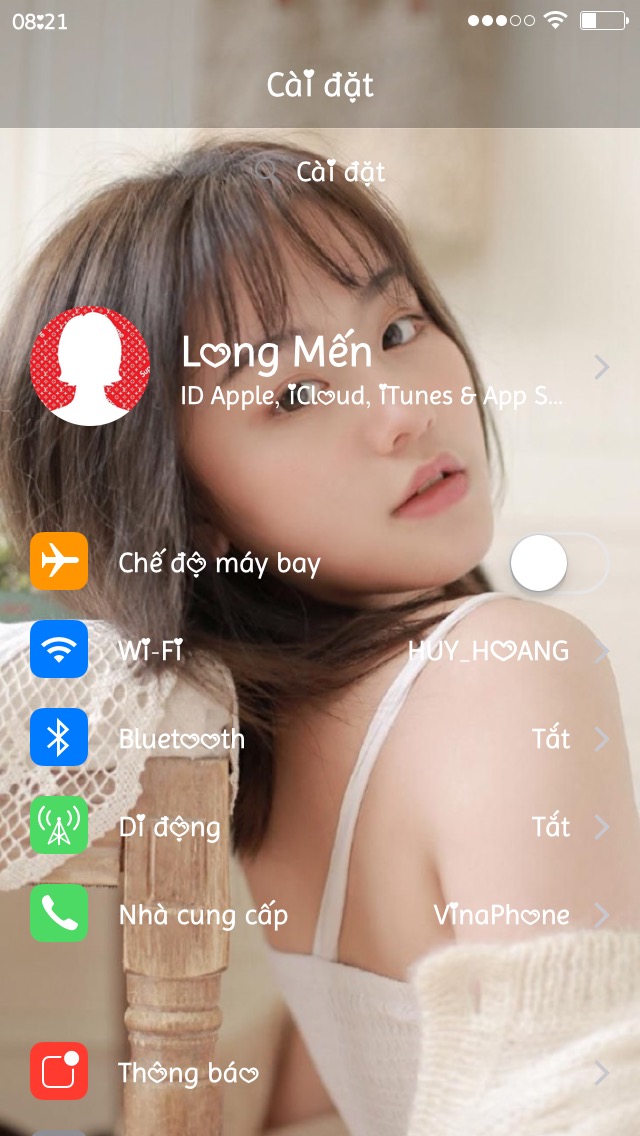 08:21
Cài đặt
Cài đặt
Long Mến
ID Apple, iCloud, iTunes & App S...
Chế độ máy bay
Wi-Fi HUY_HOANG
Bluetooth Tắt
Di động Tắt
Nhà cung cấp VinaPhone
Thông báo